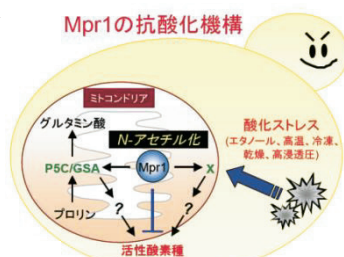 Mpr1の抗酸化機構
ミトコンドリア
グルタミン酸
N-アセチル化
P5C/GSA
Mpr1
X
プロリン
?
?
活性酸素種
酸化ストレス
(エタノール、高温、冷凍、
乾燥、高浸透圧)